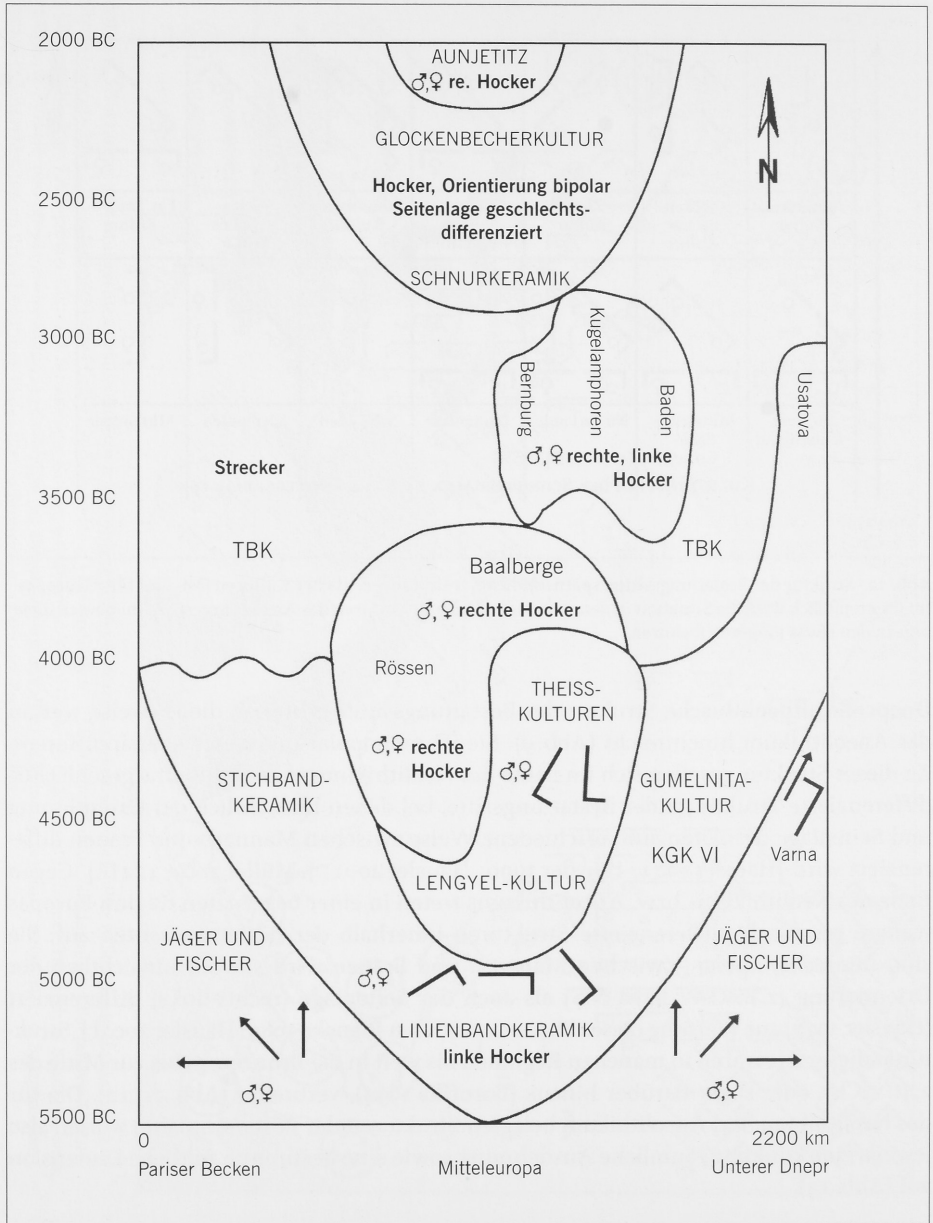 2000 BC
AUNJETITZ
♂,♀ re. Hocker
GLOCKENBECHERKULTUR
N
2500 BC
Hocker, Orientierung bipolar
Seitenlage geschlechts-
differenziert
SCHNURKERAMIK
3000 BC
Bernburg
Kugelamphoren
Baden
Usatova
♂,♀ rechte, linke
Hocker
Strecker
3500 BC
TBK
TBK
Baalberge
♂,♀ rechte Hocker
4000 BC
Rössen
THEISS-
KULTUREN
♂,♀ rechte
Hocker
♂,♀
STICHBAND-
KERAMIK
GUMELNITA-
KULTUR
4500 BC
KGK VI
Varna
LENGYEL-KULTUR
JÄGER UND
FISCHER
JÄGER UND
FISCHER
5000 BC
♂,♀
LINIENBANDKERAMIK
linke Hocker
♂,♀
♂,♀
5500 BC
0
2200 km
Pariser Becken
Mitteleuropa
Unterer Dnepr